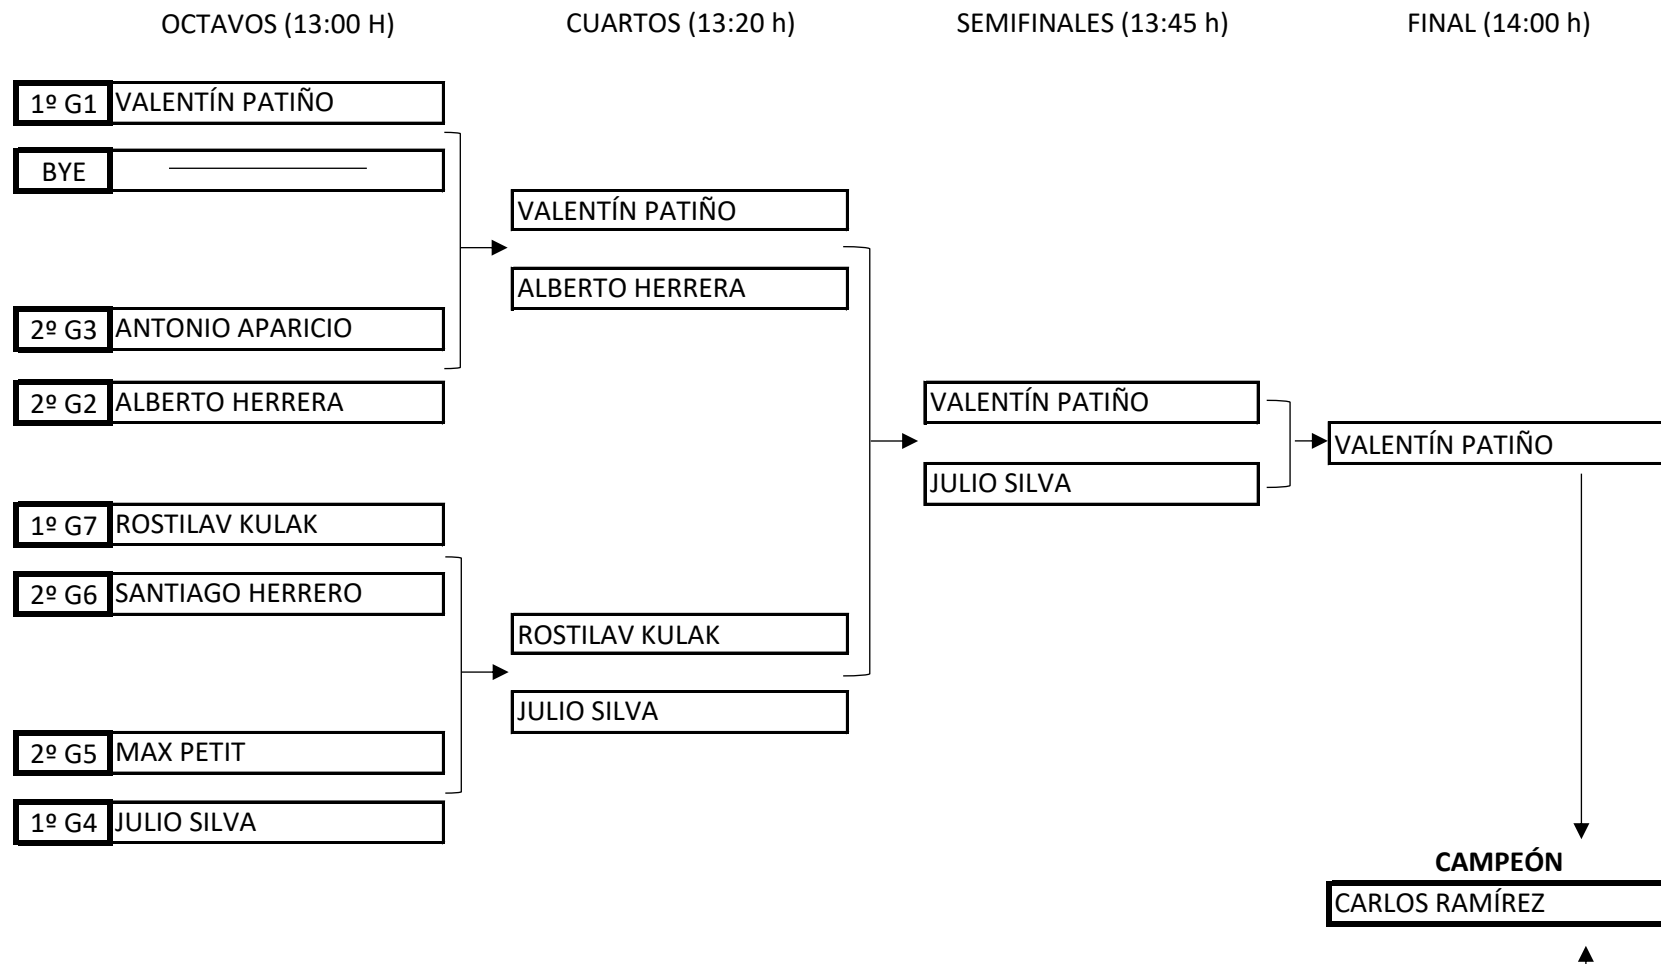 OCTAVOS (13:00 H) CUARTOS (13:20 h) SEMIFINALES (13:45 h) FINAL (14:00 h)
1º G1 VALENTÍN PATIÑO
BYE
VALENTÍN PATIÑO
ALBERTO HERRERA
2º G3 ANTONIO APARICIO
2º G2 ALBERTO HERRERA
VALENTÍN PATIÑO
VALENTÍN PATIÑO
JULIO SILVA
1º G7 ROSTILAV KULAK
2º G6 SANTIAGO HERRERO
ROSTILAV KULAK
JULIO SILVA
2º G5 MAX PETIT
1º G4 JULIO SILVA
CAMPEÓN
CARLOS RAMÍREZ